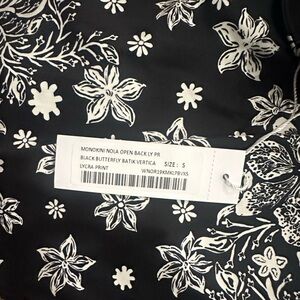 MONOKINI NOLA OPEN BACK LY PR
BLACK BUTTERFLY BATIK VERTICA SIZE : S
LYCRA PRINT